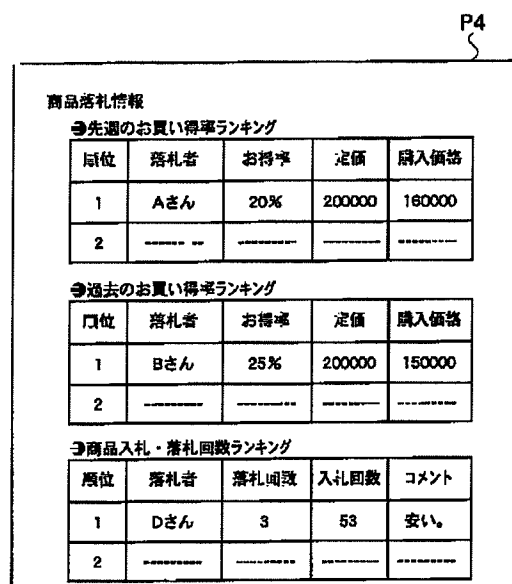 P4
商品落札情報
先週のお買い得率ランキング
順位 落札者 お得率 定価 購入価格
1 Aさん 20% 200000 160000
2 ------ -- --------- -------- ---------
過去のお買い得率ランキング
順位 落札者 お得率 定価 購入価格
1 Bさん 25% 200000 150000
2 --------- --------- -------- ---------
商品入札・落札回数ランキング
順位 落札者 落札回数 入札回数 コメント
1 Dさん 3 53 安い。
2 --------- --------- -------- ---------